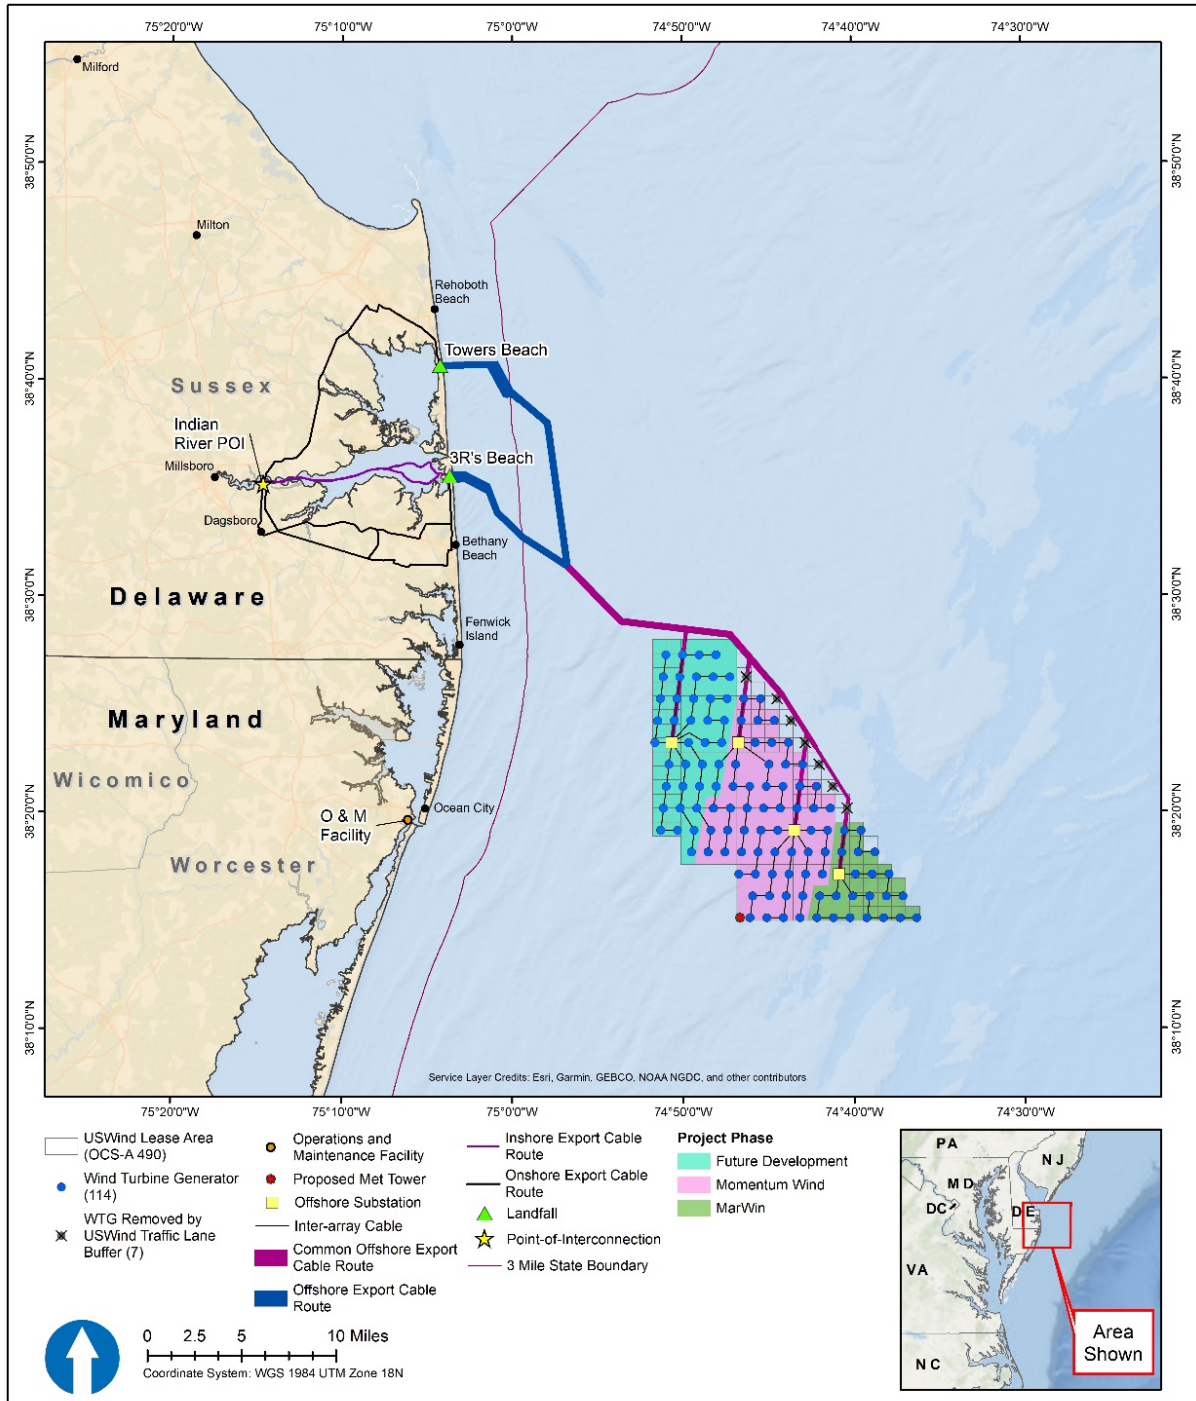 75°20'0"W 75°10'0"W 75°0'0"W 74°50'0"W 74°40'0"W 74°30'0"W
Milford
38°50'0"N
38°50'0"N
Milton
Rehoboth
Beach
Towers Beach
38°40'0"N
38°40'0"N
Sussex
Indian
River POI
3R's Beach
Millsboro
Dagsboro
Bethany
Beach
38°30'0"N
38°30'0"N
Delaware
Fenwick
Island
Maryland
Wicomico
38°20'0"N
38°20'0"N
Ocean City
O & M
Facility
Worcester
38°10'0"N
38°10'0"N
Service Layer Credits: Esri, Garmin, GEBCO, NOAA NGDC, and other contributors
75°20'0"W 75°10'0"W 75°0'0"W 74°50'0"W 74°40'0"W 74°30'0"W
USWind Lease Area
(OCS-A 490)
Wind Turbine Generator
(114)
WTG Removed by
USWind Traffic Lane
Buffer (7)
Operations and
Maintenance Facility
Proposed Met Tower
Offshore Substation
Inter-array Cable
Common Offshore Export
Cable Route
Offshore Export Cable
Route
Inshore Export Cable
Route
Onshore Export Cable
Route
Landfall
Point-of-Interconnection
3 Mile State Boundary
Project Phase
Future Development
Momentum Wind
MarWin
0 2.5 5 10 Miles
Coordinate System: WGS 1984 UTM Zone 18N
PA
NJ
MD
DC
DE
VA
NC
Area
Shown